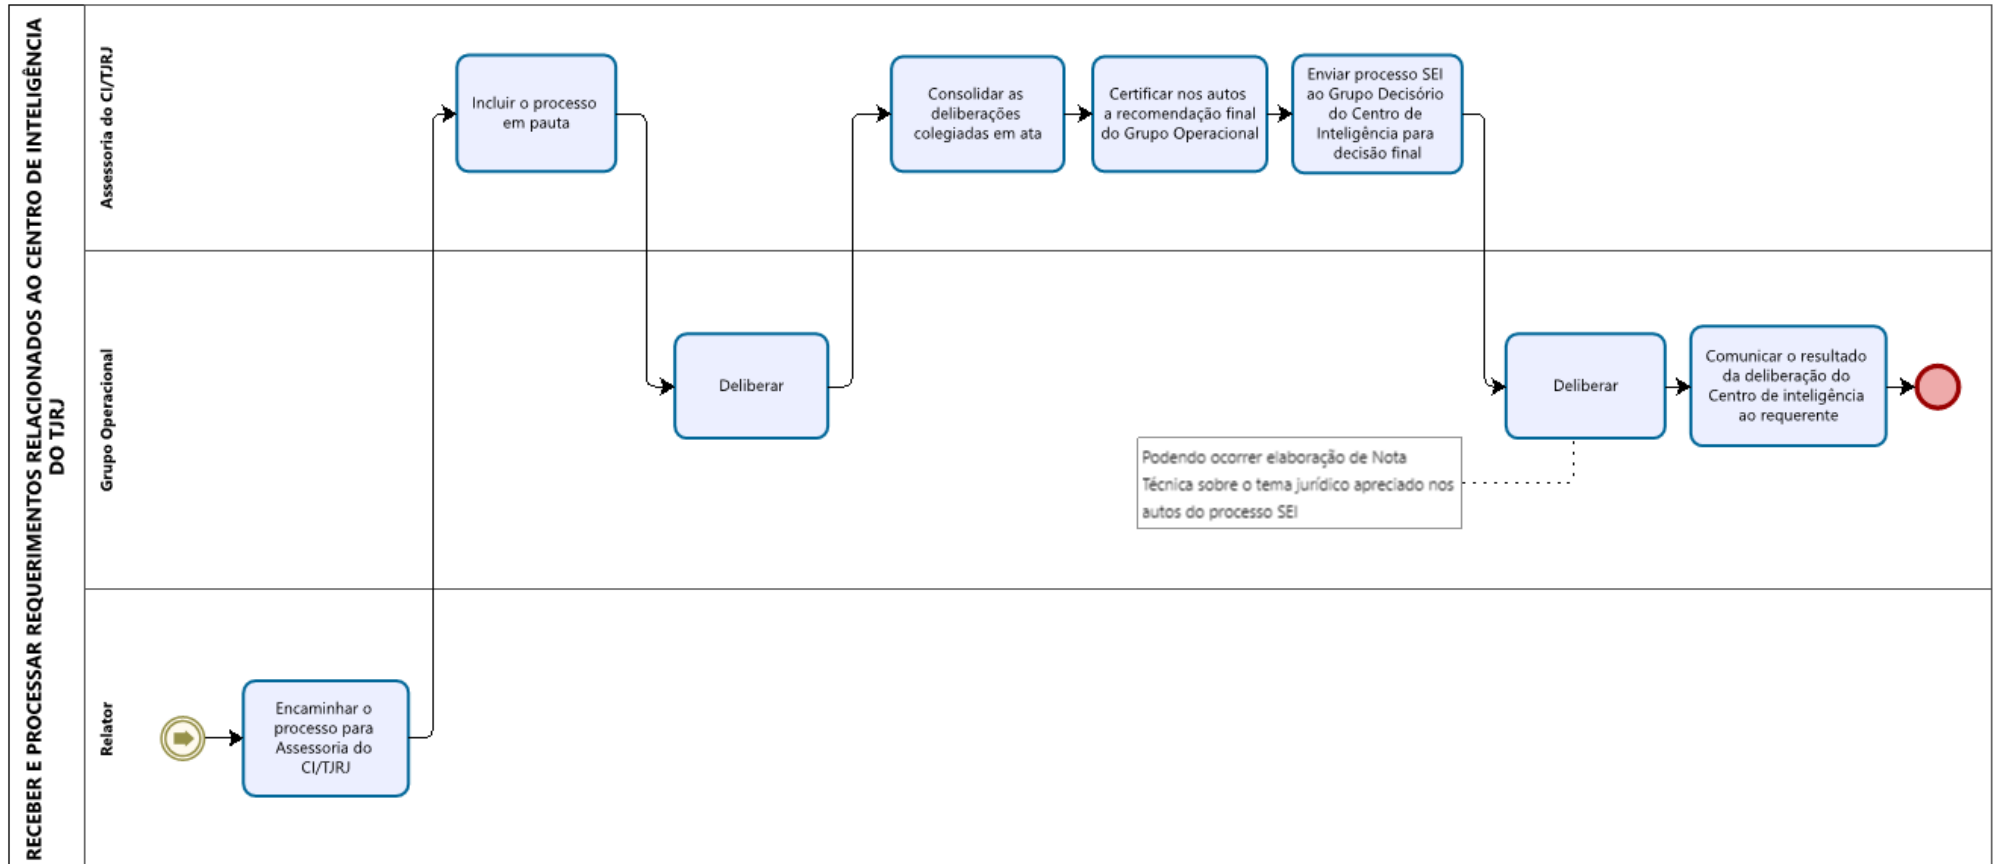 RECEBER E PROCESSAR REQUERIMENTOS RELACIONADOS AO CENTRO DE INTELIGÊNCIA
DO TJRJ
Assessoria do CI/TJRJ
Incluir o processo
em pauta
Consolidar as
deliberações
colegiadas em ata
Certificar nos autos
a recomendação final
do Grupo Operacional
Enviar processo SEI
ao Grupo Decisório
do Centro de
Inteligência para
decisão final
Grupo Operacional
Deliberar
Deliberar
Comunicar o resultado
da deliberação do
Centro de inteligência
ao requerente
Podendo ocorrer elaboração de Nota
Técnica sobre o tema jurídico apreciado nos
autos do processo SEI
Relator
Encaminhar o
processo para
Assessoria do
CI/TJRJ